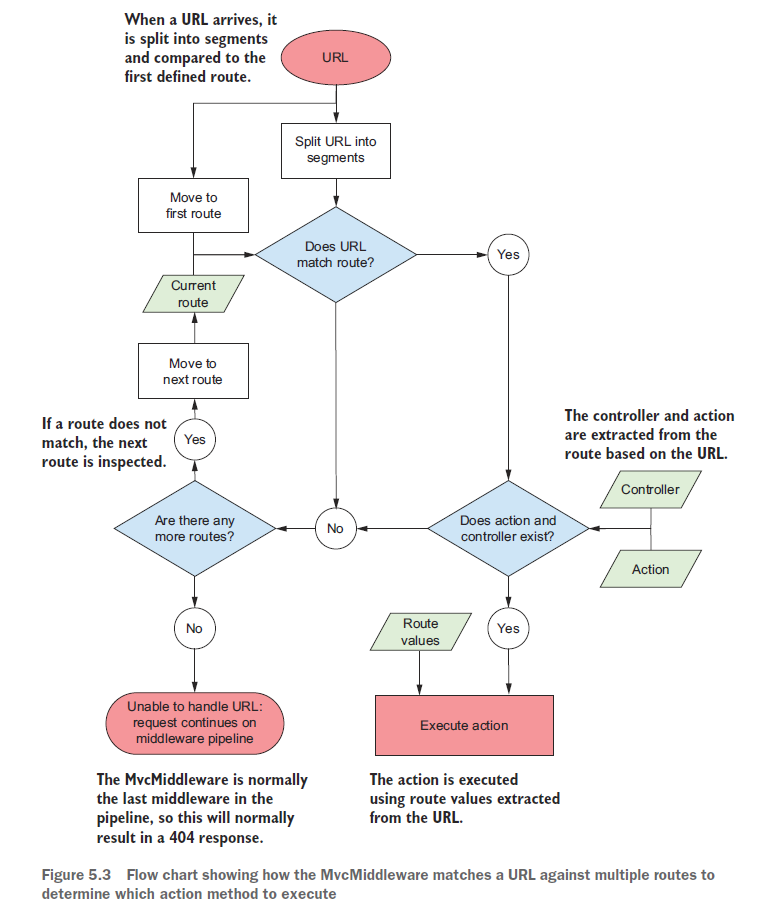 When a URL arrives, it
is split into segments
and compared to the
first defined route.
URL
Split URL into
segments
Move to
first route
Does URL
match route?
Yes
Current
route
Move to
next route
If a route does not
match, the next
route is inspected.
Yes
The controller and action
are extracted from the
route based on the URL.
Controller
Are there any
more routes?
No
Does action and
controller exist?
Action
No
Route
values
Yes
Unable to handle URL:
request continues on
middleware pipeline
Execute action
The MvcMiddleware is normally
the last middleware in the
pipeline, so this will normally
result in a 404 response.
The action is executed
using route values extracted
from the URL.
Figure 5.3 Flow chart showing how the MvcMiddleware matches a URL against multiple routes to
determine which action method to execute